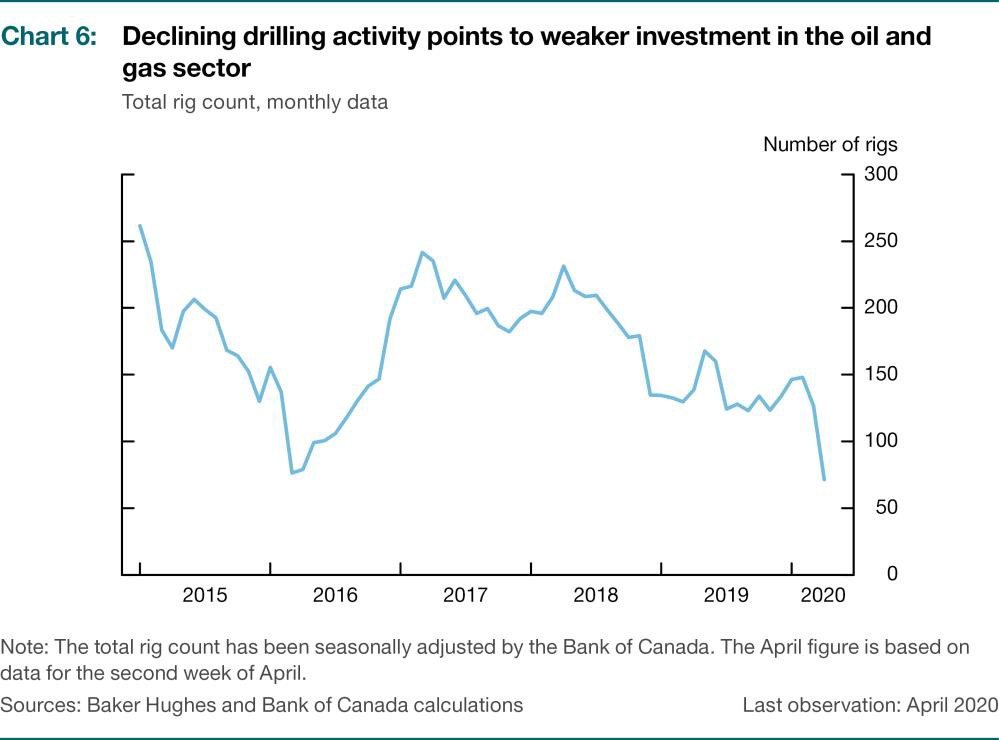 Chart 6: Declining drilling activity points to weaker investment in the oil and
gas sector
Total rig count, monthly data
Number of rigs
300
250
200
150
100
50
0
2015 2016 2017 2018 2019 2020
Note: The total rig count has been seasonally adjusted by the Bank of Canada. The April figure is based on
data for the second week of April.
Sources: Baker Hughes and Bank of Canada calculations Last observation: April 2020